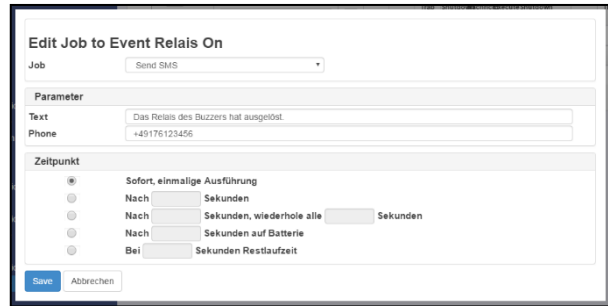 Edit Job to Event Relais On
Job Send SMS
Parameter
Text Das Relais des Buzzers hat ausgelöst.
Phone +49176123456
Zeitpunkt
Sofort, einmalige Ausführung
Nach Sekunden
Nach Sekunden, wiederhole alle Sekunden
Nach Sekunden auf Batterie
Bei Sekunden Restlaufzeit
Save Abbrechen